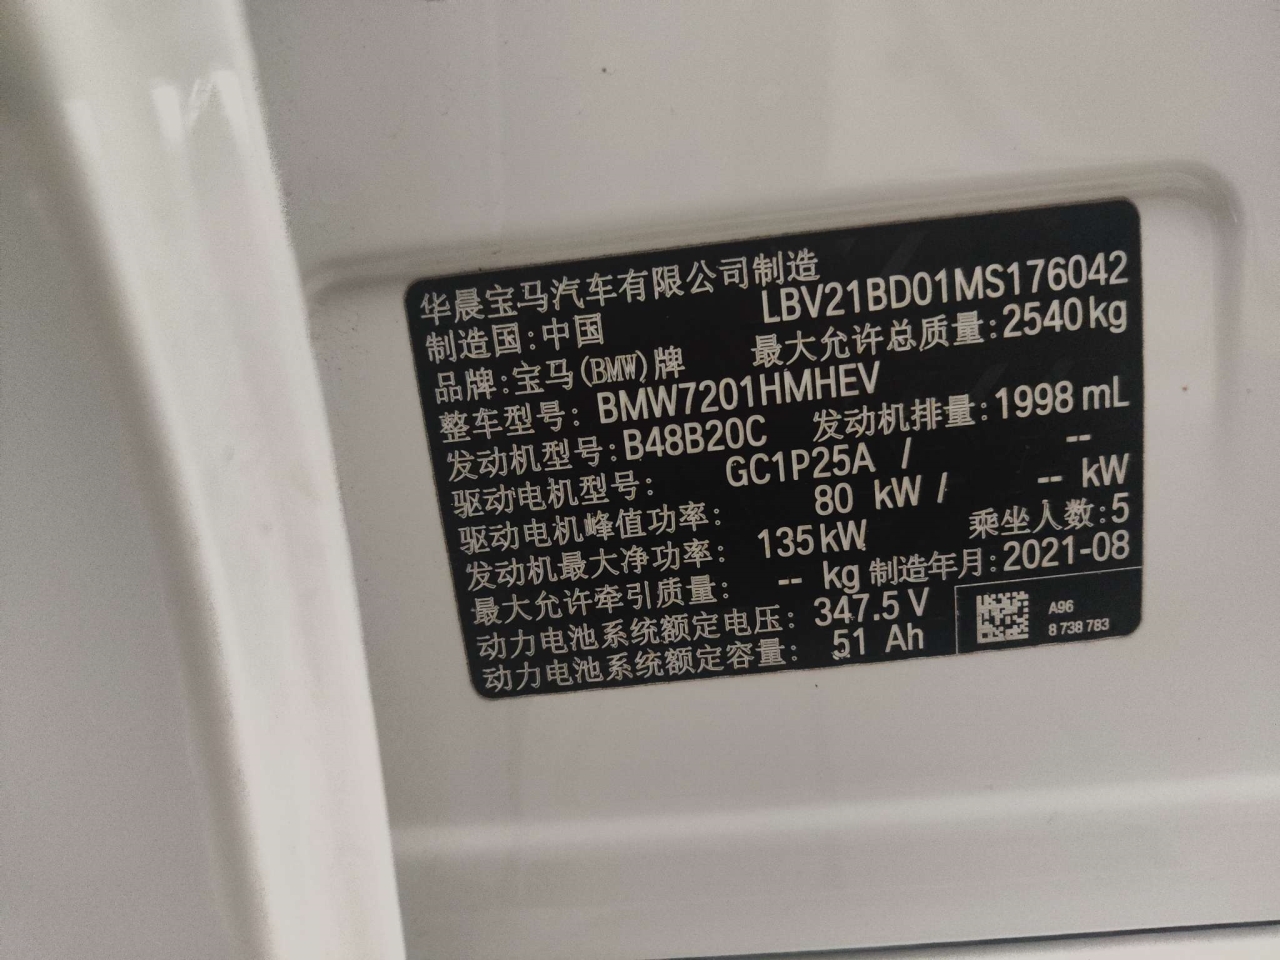 华晨宝马汽车有限公司制造
制造国:中国 LBV21BD01MS176042
品牌:宝马(BMW)牌 最大允许总质量:2540kg
整车型号: BMW7201HMHEV
发动机型号:B48B20C 发动机排量:1998 mL
驱动电机型号: GC1P25A / --
驱动电机峰值功率: 80 kW / -- kW
发动机最大净功率: 135kW 乘坐人数:5
最大允许牵引质量: -- kg 制造年月:2021-08
动力电池系统额定电压: 347.5 V
动力电池系统额定容量: 51 Ah
A96
8 738 783